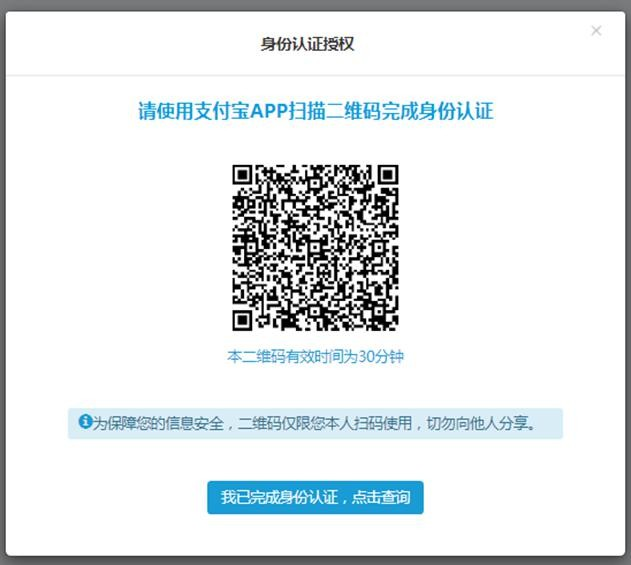 身份认证授权
请使用支付宝APP扫描二维码完成身份认证
本二维码有效时间为30分钟
为保障您的信息安全，二维码仅限您本人扫码使用，切勿向他人分享。
我已完成身份认证，点击查询